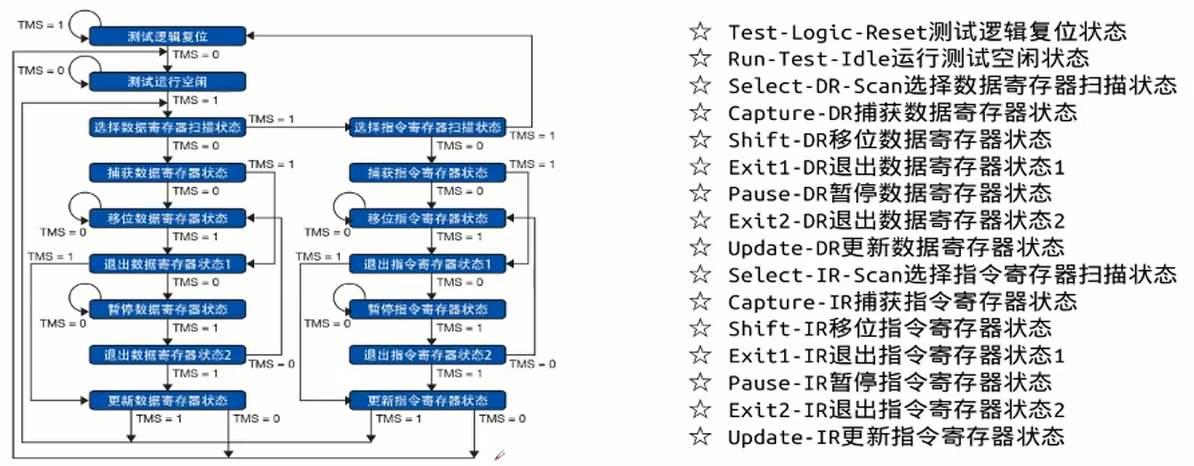 TMS = 1
测试逻辑复位
TMS = 0
TMS = 0
测试运行空闲
TMS = 1
选择数据寄存器扫描状态
TMS = 1
选择指令寄存器扫描状态
TMS = 1
TMS = 0
TMS = 0
捕获数据寄存器状态
TMS = 1
捕获指令寄存器状态
TMS = 1
TMS = 0
TMS = 0
移位数据寄存器状态
移位指令寄存器状态
TMS = 0
TMS = 1
TMS = 0
TMS = 1
TMS = 1
退出数据寄存器状态1
TMS = 1
退出指令寄存器状态1
TMS = 0
TMS = 0
暂停数据寄存器状态
暂停指令寄存器状态
TMS = 0
TMS = 1
TMS = 0
TMS = 1
退出数据寄存器状态2
TMS = 0
退出指令寄存器状态2
TMS = 0
TMS = 1
TMS = 1
更新数据寄存器状态
更新指令寄存器状态
TMS = 1
TMS = 0
TMS = 1
TMS = 0
☆ Test-Logic-Reset测试逻辑复位状态
☆ Run-Test-Idle运行测试空闲状态
☆ Select-DR-Scan选择数据寄存器扫描状态
☆ Capture-DR捕获数据寄存器状态
☆ Shift-DR移位数据寄存器状态
☆ Exit1-DR退出数据寄存器状态1
☆ Pause-DR暂停数据寄存器状态
☆ Exit2-DR退出数据寄存器状态2
☆ Update-DR更新数据寄存器状态
☆ Select-IR-Scan选择指令寄存器扫描状态
☆ Capture-IR捕获指令寄存器状态
☆ Shift-IR移位指令寄存器状态
☆ Exit1-IR退出指令寄存器状态1
☆ Pause-IR暂停指令寄存器状态
☆ Exit2-IR退出指令寄存器状态2
☆ Update-IR更新指令寄存器状态